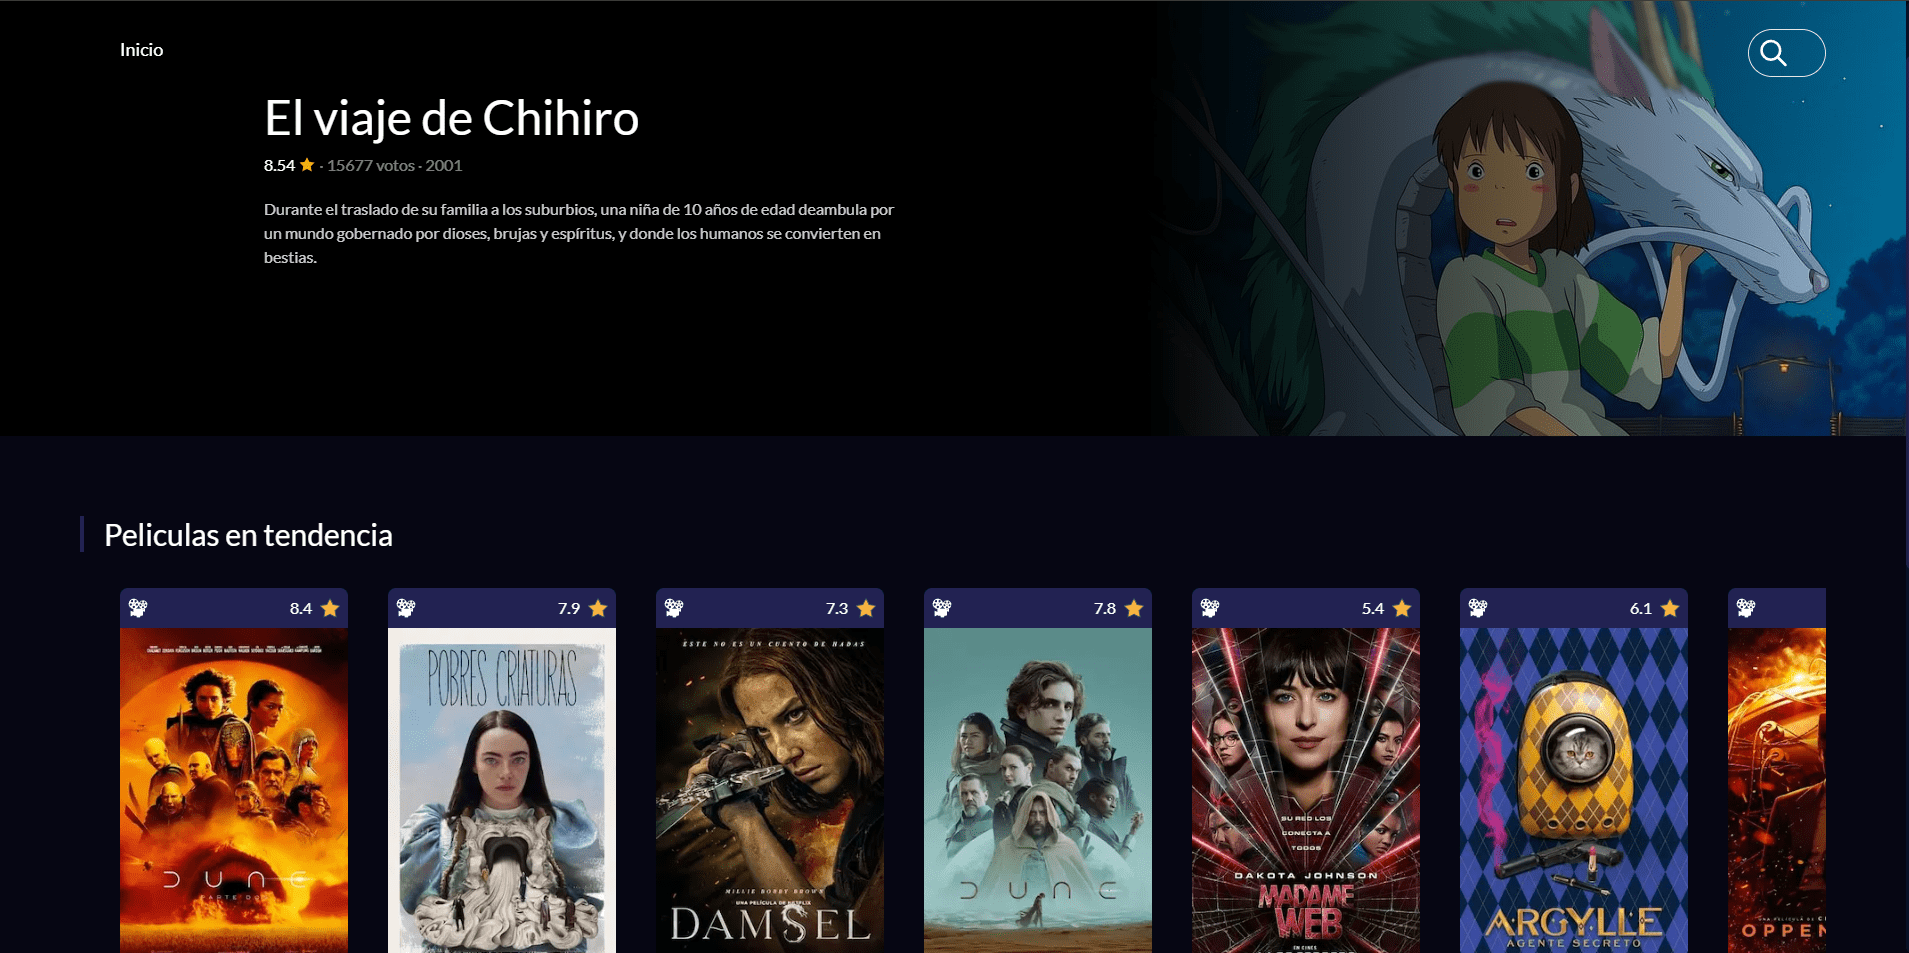 Inicio
El viaje de Chihiro
8.54 · 15677 votos · 2001
Durante el traslado de su familia a los suburbios, una niña de 10 años de edad deambula por
un mundo gobernado por dioses, brujas y espíritus, y donde los humanos se convierten en
bestias.
Peliculas en tendencia
8.4
7.9
7.3
7.8
5.4
6.1
DUNE
PARTE DOS
POBRES CRIATURAS
ÉSTE NO ES UN CUENTO DE HADAS
MILLIE BOBBY BROWN
UNA PELÍCULA DE NETFLIX
DAMSEL
DUNE
SU RED LOS
CONECTA A
TODOS
DAKOTA JOHNSON
MADAME
WEB
EN CINES
ARGYLLE
AGENTE SECRETO
UNA PELÍCULA DE C
OPPEN